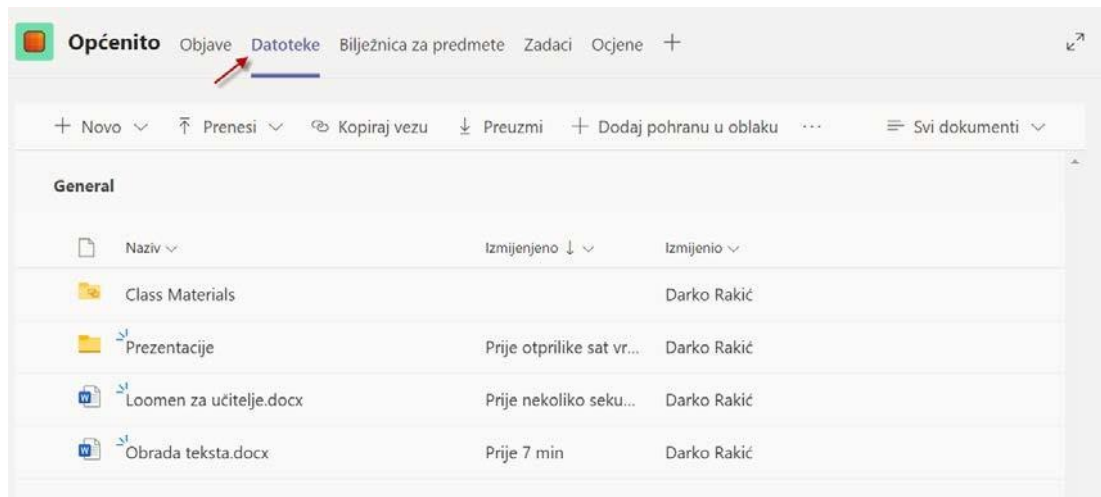 Općenito Objave Datoteke Bilježnica za predmete Zadaci Ocjene +
+ Novo Prenesi Kopiraj vezu Preuzmi + Dodaj pohranu u oblaku ... Svi dokumenti
General
Naziv Izmijenjeno ↓ Izmijenio
Class Materials Darko Rakić
Prezentacije Prije otprilike sat vr... Darko Rakić
Loomen za učitelje.docx Prije nekoliko seku... Darko Rakić
Obrada teksta.docx Prije 7 min Darko Rakić